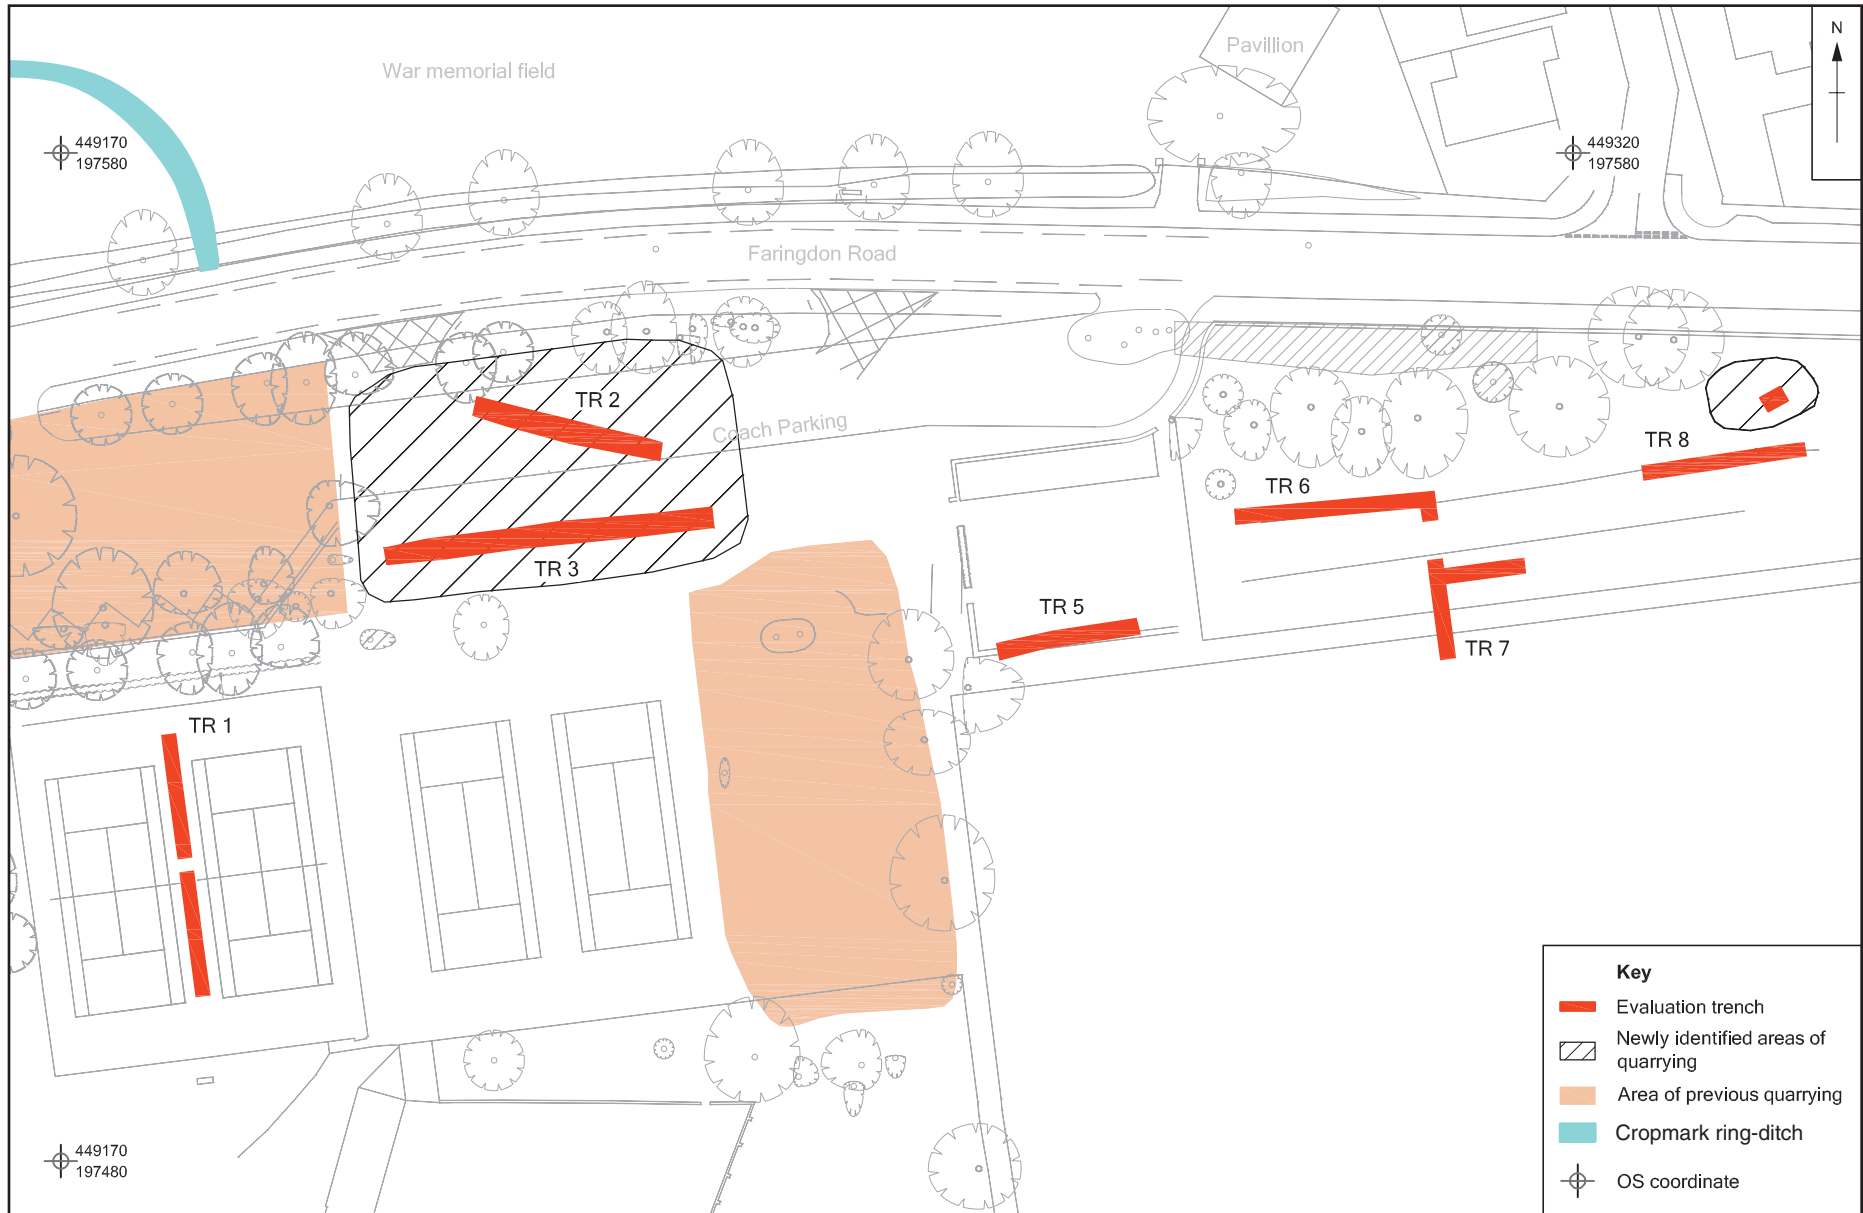 War memorial field
Pavillion
N
449170
197580
449320
197580
Faringdon Road
TR 2
Coach Parking
TR 8
TR 6
TR 3
TR 5
TR 7
TR 1
449170
197480
Key
Evaluation trench
Newly identified areas of
quarrying
Area of previous quarrying
Cropmark ring-ditch
OS coordinate